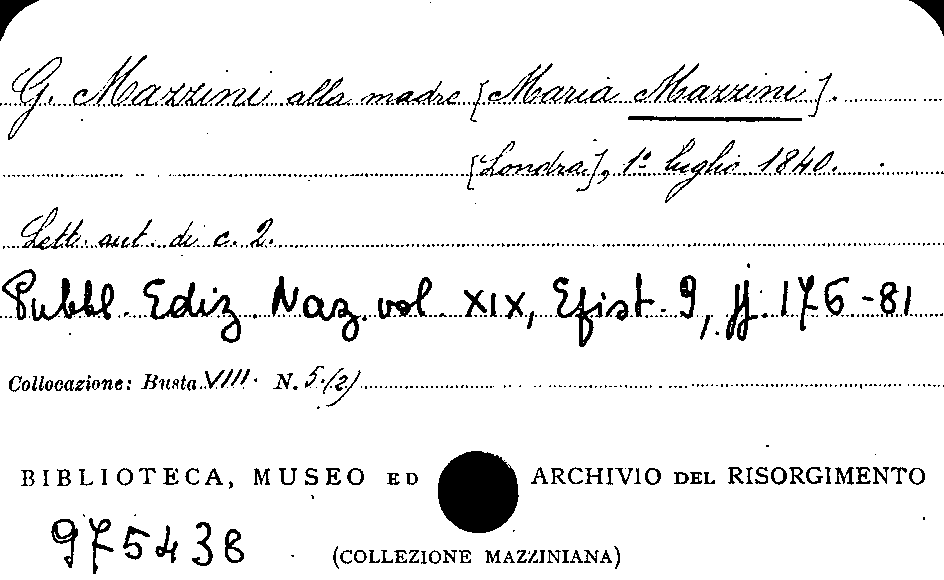 G. Mazzini alla madre [Maria Mazzini].
[Londra], 1º luglio 1840.
Lett. aut. di c. 2.
Pubbl. Ediz. Naz. vol. XIX, Epist. 9, pp. 176-81
Collocazione: Busta VIII. N. 5.(2)
BIBLIOTECA, MUSEO ED ARCHIVIO DEL RISORGIMENTO
975438
(COLLEZIONE MAZZINIANA)